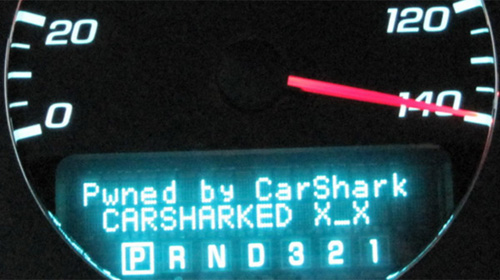 20
120
0
140
Pwned by CarShark
CARSHARKED X_X
P R N D 3 2 1